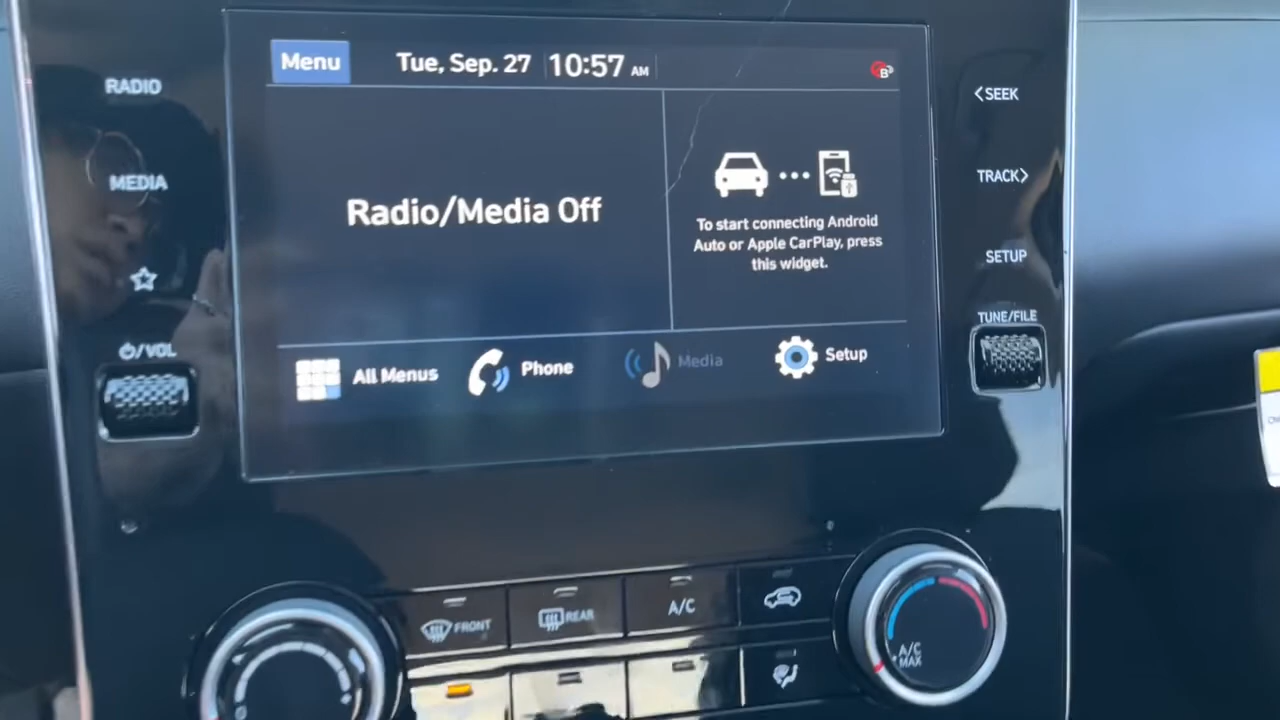 Menu
Tue, Sep. 27
10:57 AM
B
RADIO
MEDIA
/VOL
Radio/Media Off
To start connecting Android
Auto or Apple CarPlay, press
this widget.
All Menus
Phone
Media
Setup
<SEEK
TRACK>
SETUP
TUNE/FILE
FRONT
REAR
A/C
A/C
MAX